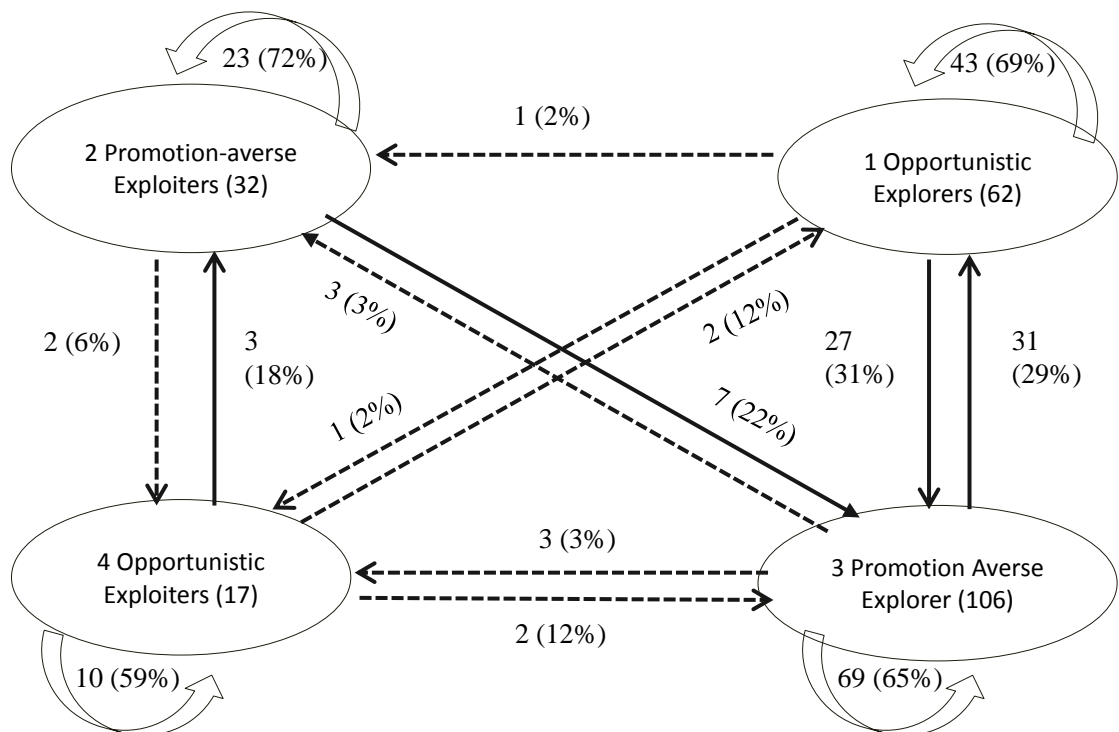 23 (72%)
43 (69%)
1 (2%)
2 Promotion-averse
Exploiters (32)
1 Opportunistic
Explorers (62)
3 (3%)
2 (12%)
2 (6%)
3
(18%)
27
(31%)
31
(29%)
1 (2%)
7 (22%)
4 Opportunistic
Exploiters (17)
3 (3%)
3 Promotion Averse
Explorer (106)
2 (12%)
10 (59%)
69 (65%)